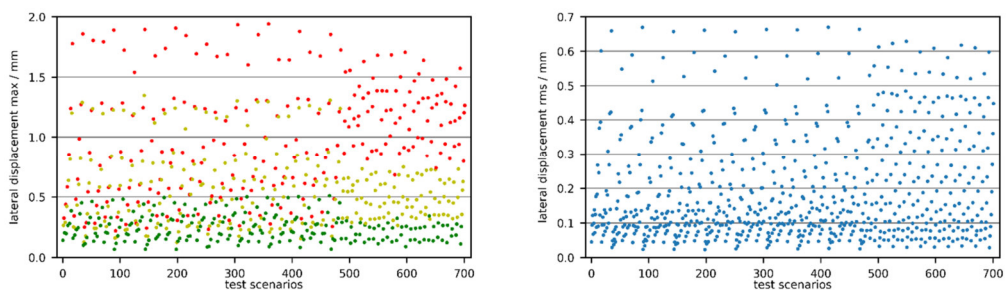 lateral displacement max / mm
2.0
1.5
1.0
0.5
0.0
0 100 200 300 400 500 600 700
test scenarios
lateral displacement rms / mm
0.7
0.6
0.5
0.4
0.3
0.2
0.1
0.0
0 100 200 300 400 500 600 700
test scenarios